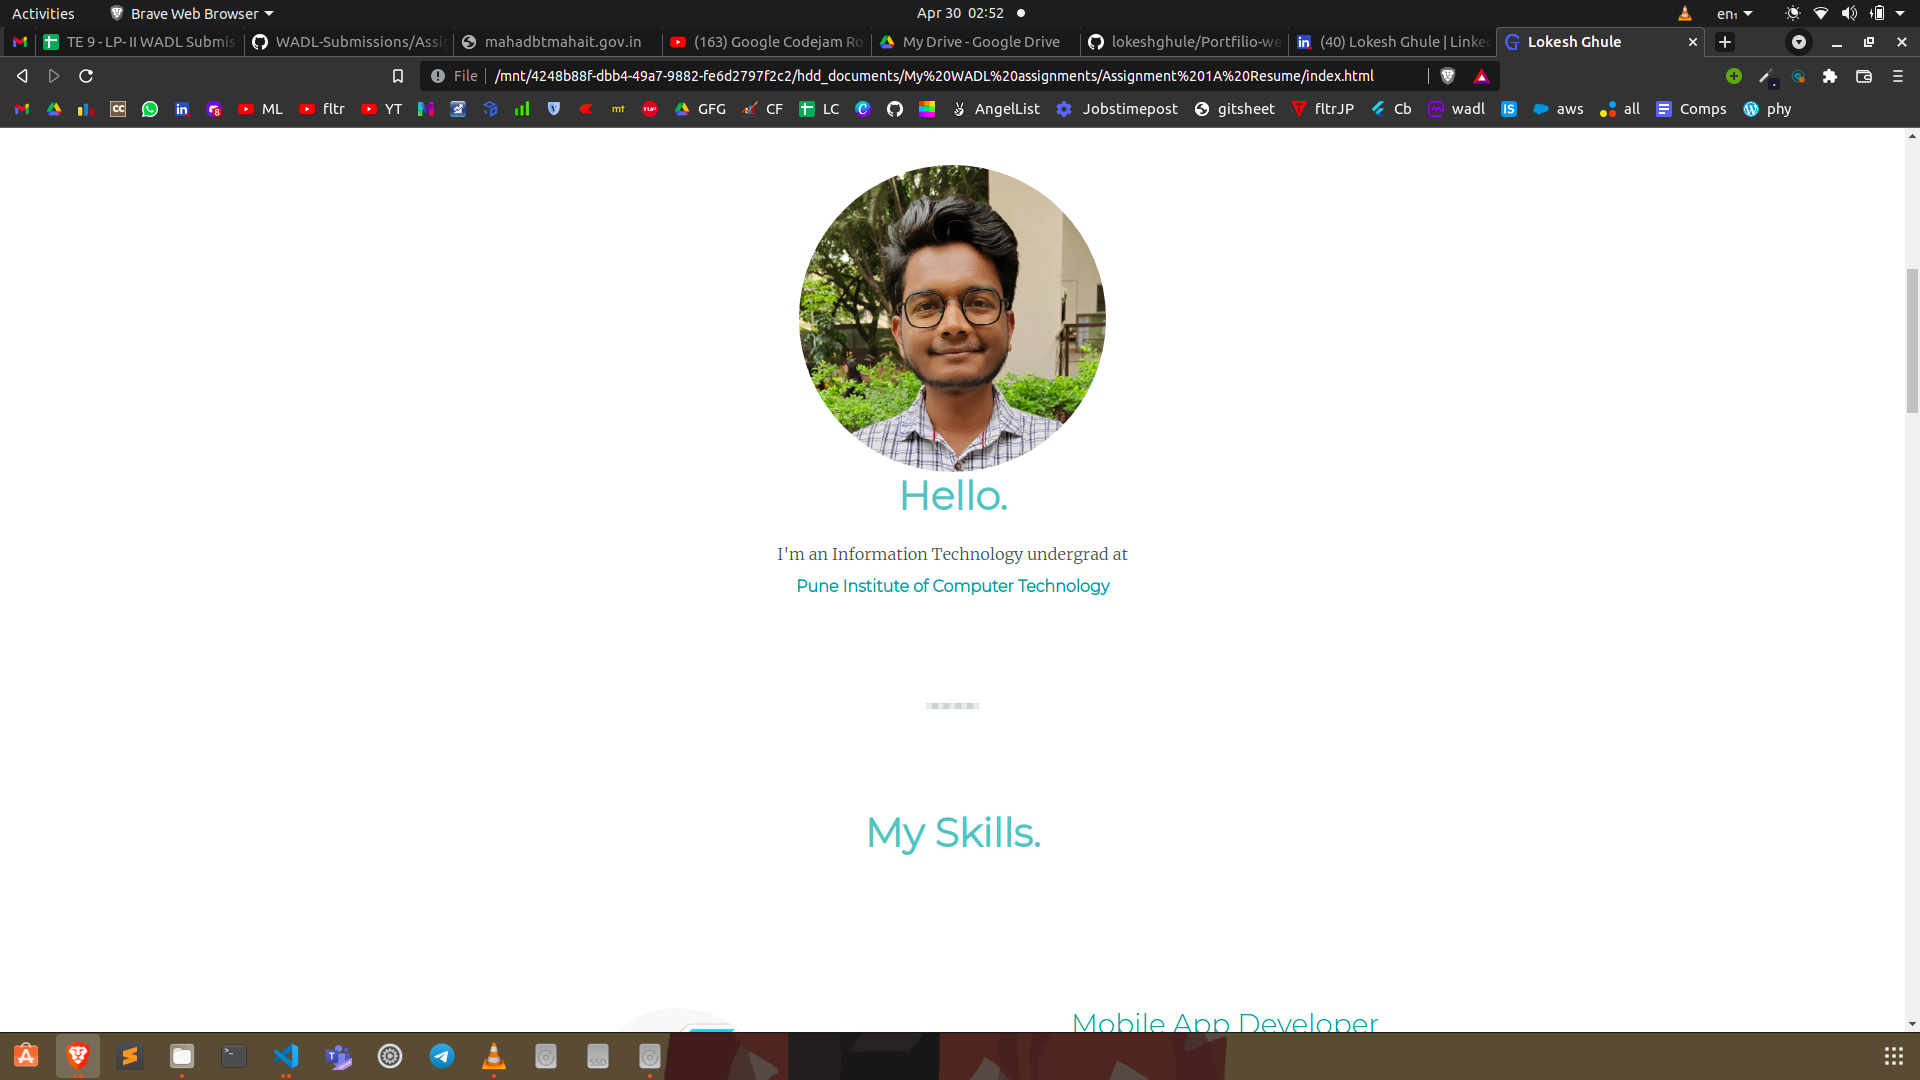 Activities Brave Web Browser Apr 30 02:52 en₁
TE 9 - LP- II WADL Submis WADL-Submissions/Assi mahadbtmahait.gov.in (163) Google Codejam Ro My Drive - Google Drive lokeshghule/Portfilio-we (40) Lokesh Ghule | Linke Lokesh Ghule
File /mnt/4248b88f-dbb4-49a7-9882-fe6d2797f2c2/hdd_documents/My%20WADL%20assignments/Assignment%201A%20Resume/index.html
ML fltr YT GFG CF LC AngelList Jobstimepost gitsheet fltrJP Cb wadl aws all Comps phy
Hello.
I'm an Information Technology undergrad at
Pune Institute of Computer Technology
My Skills.
Mobile App Developer